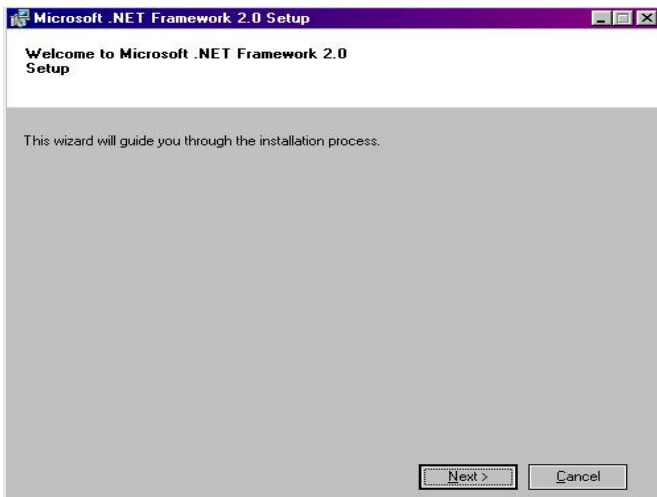 Microsoft .NET Framework 2.0 Setup
Welcome to Microsoft .NET Framework 2.0
Setup
This wizard will guide you through the installation process.
Next >
Cancel